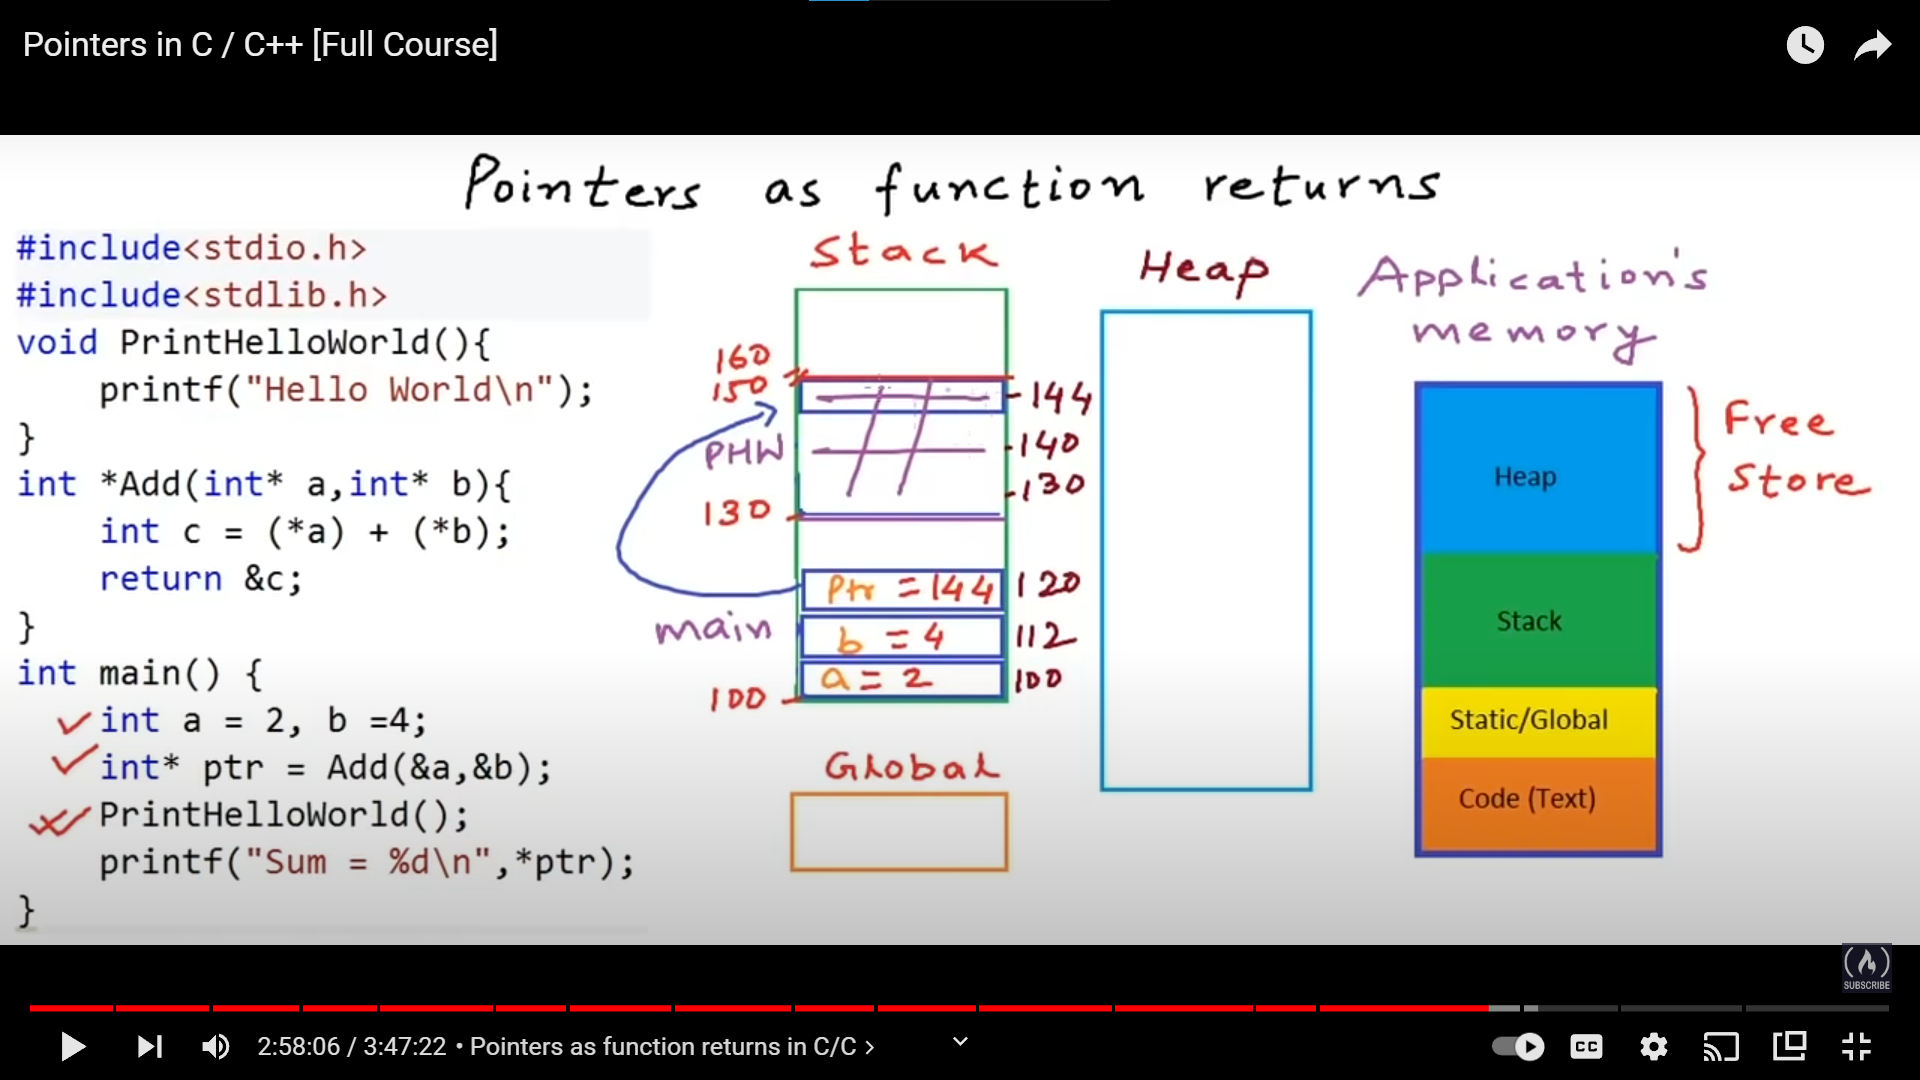 Pointers in C / C++ [Full Course]
Pointers as function returns
#include<stdio.h>
#include<stdlib.h>
void PrintHelloWorld(){
    printf("Hello World\n");
}
int *Add(int* a,int* b){
    int c = (*a) + (*b);
    return &c;
}
int main() {
    int a = 2, b =4;
    int* ptr = Add(&a,&b);
    PrintHelloWorld();
    printf("Sum = %d\n",*ptr);
}
Stack
160
150
144
PHW
140
130
130
Ptr = 144
120
main
b = 4
112
a = 2
100
100
Global
Heap
Application's
memory
Heap
Stack
Static/Global
Code (Text)
Free
Store
SUBSCRIBE
2:58:06 / 3:47:22 • Pointers as function returns in C/C >
CC